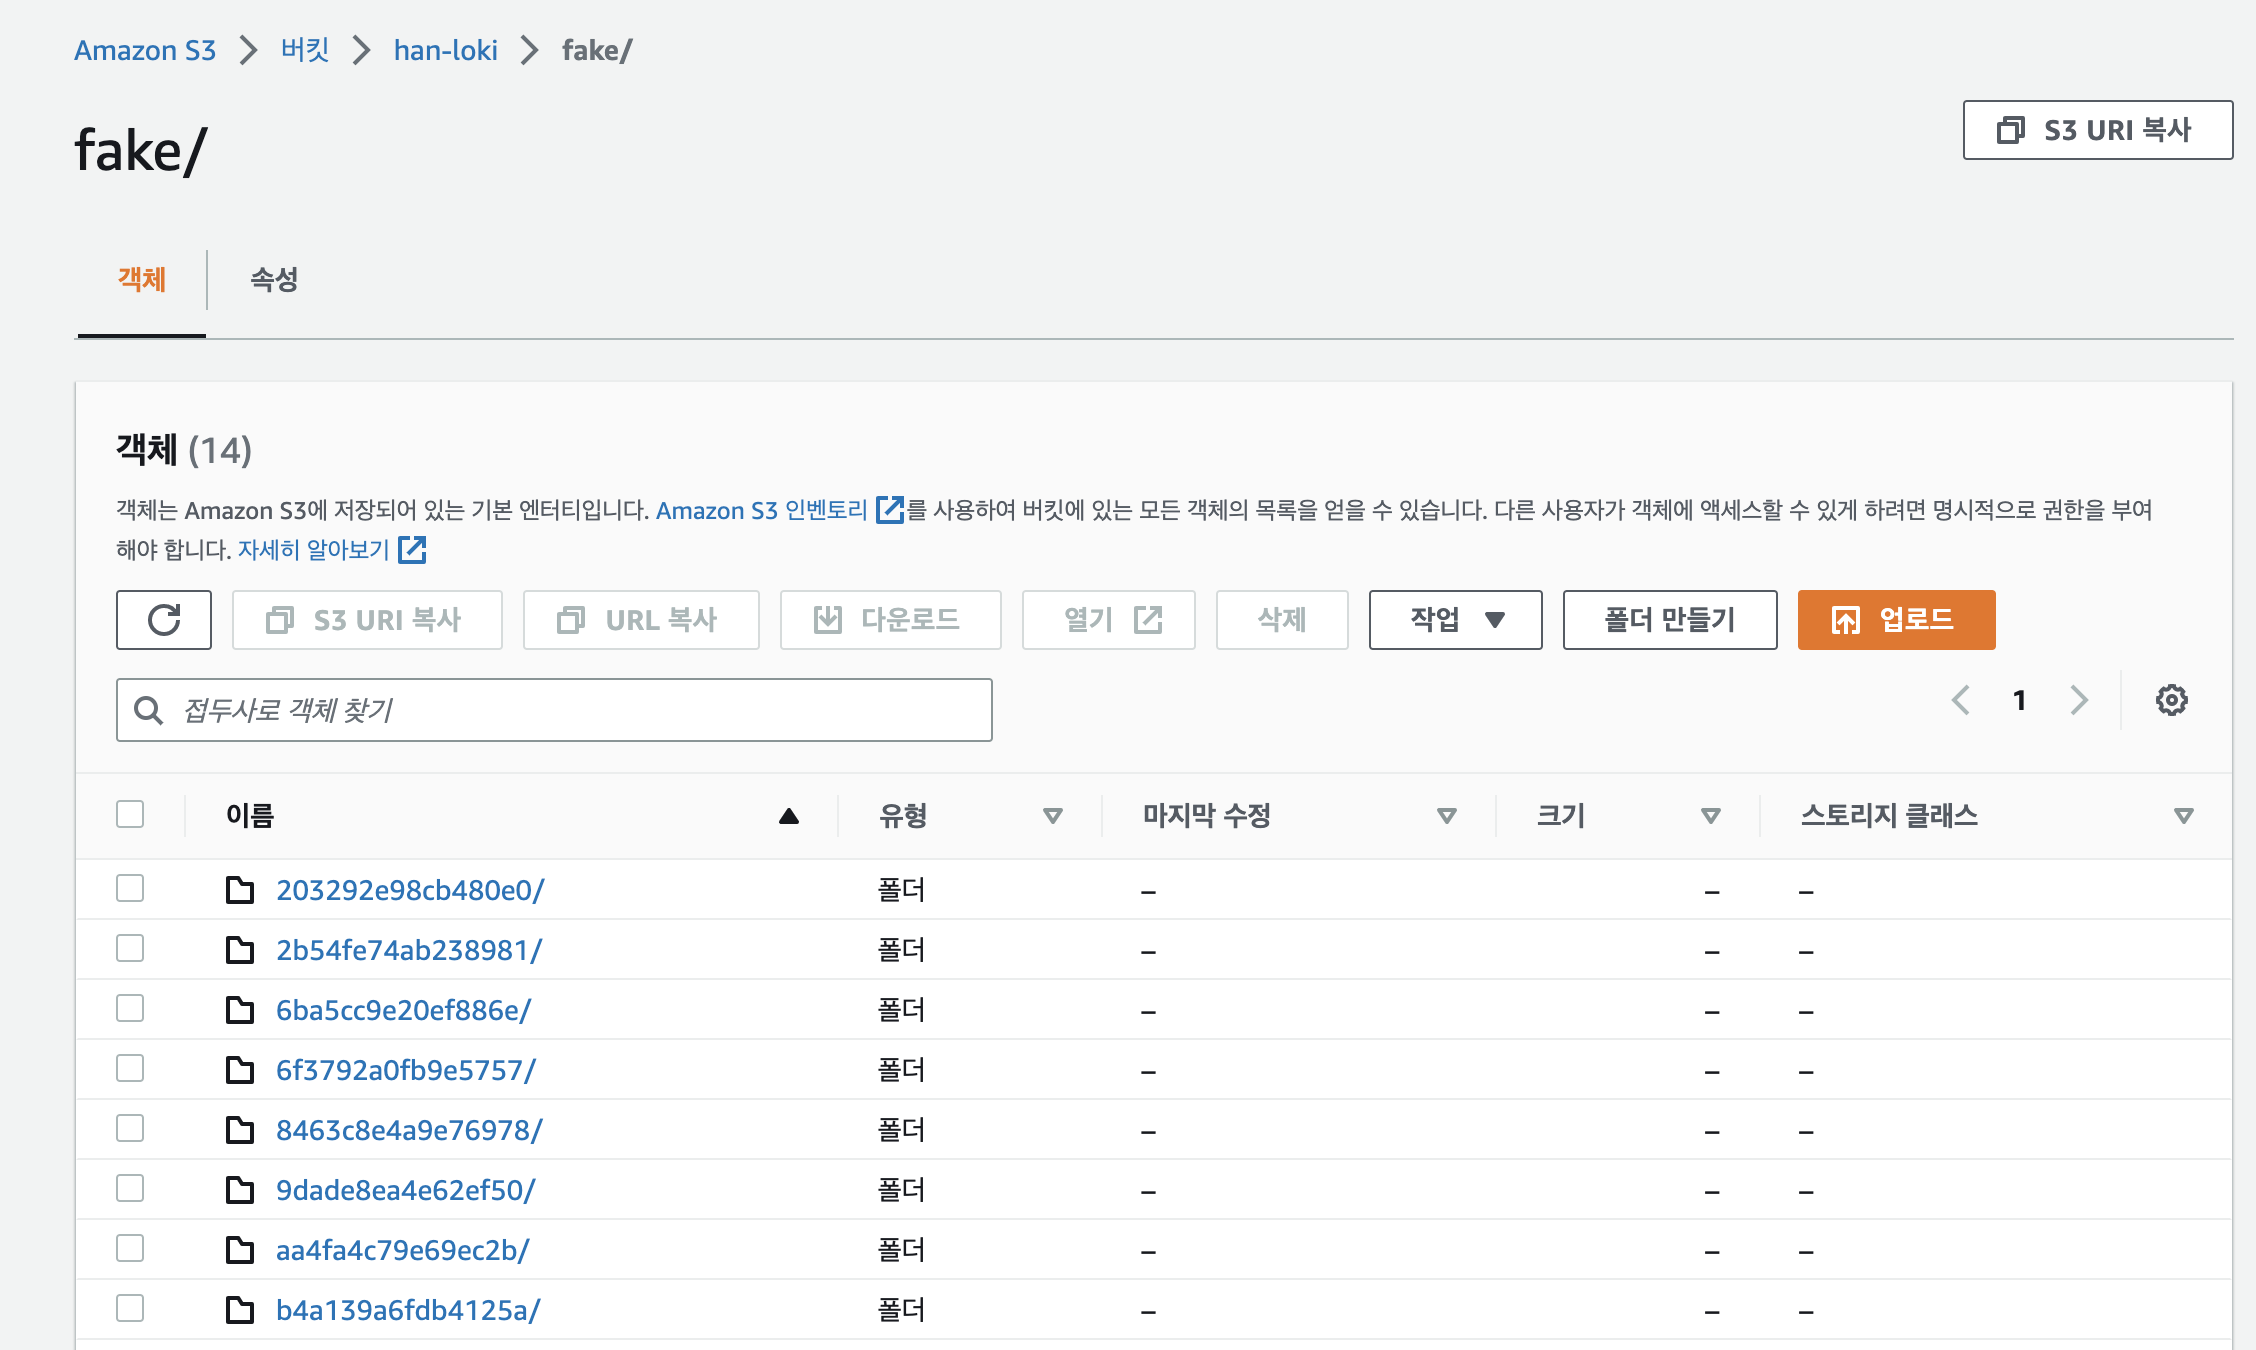 Amazon S3 > 버킷 > han-loki > fake/
fake/
S3 URI 복사
객체 속성
객체 (14)
객체는 Amazon S3에 저장되어 있는 기본 엔터티입니다. Amazon S3 인벤토리 를 사용하여 버킷에 있는 모든 객체의 목록을 얻을 수 있습니다. 다른 사용자가 객체에 액세스할 수 있게 하려면 명시적으로 권한을 부여
해야 합니다. 자세히 알아보기
S3 URI 복사 URL 복사 다운로드 열기 삭제 작업 폴더 만들기 업로드
접두사로 객체 찾기 1
이름 유형 마지막 수정 크기 스토리지 클래스
203292e98cb480e0/ 폴더 – – –
2b54fe74ab238981/ 폴더 – – –
6ba5cc9e20ef886e/ 폴더 – – –
6f3792a0fb9e5757/ 폴더 – – –
8463c8e4a9e76978/ 폴더 – – –
9dade8ea4e62ef50/ 폴더 – – –
aa4fa4c79e69ec2b/ 폴더 – – –
b4a139a6fdb4125a/ 폴더 – – –